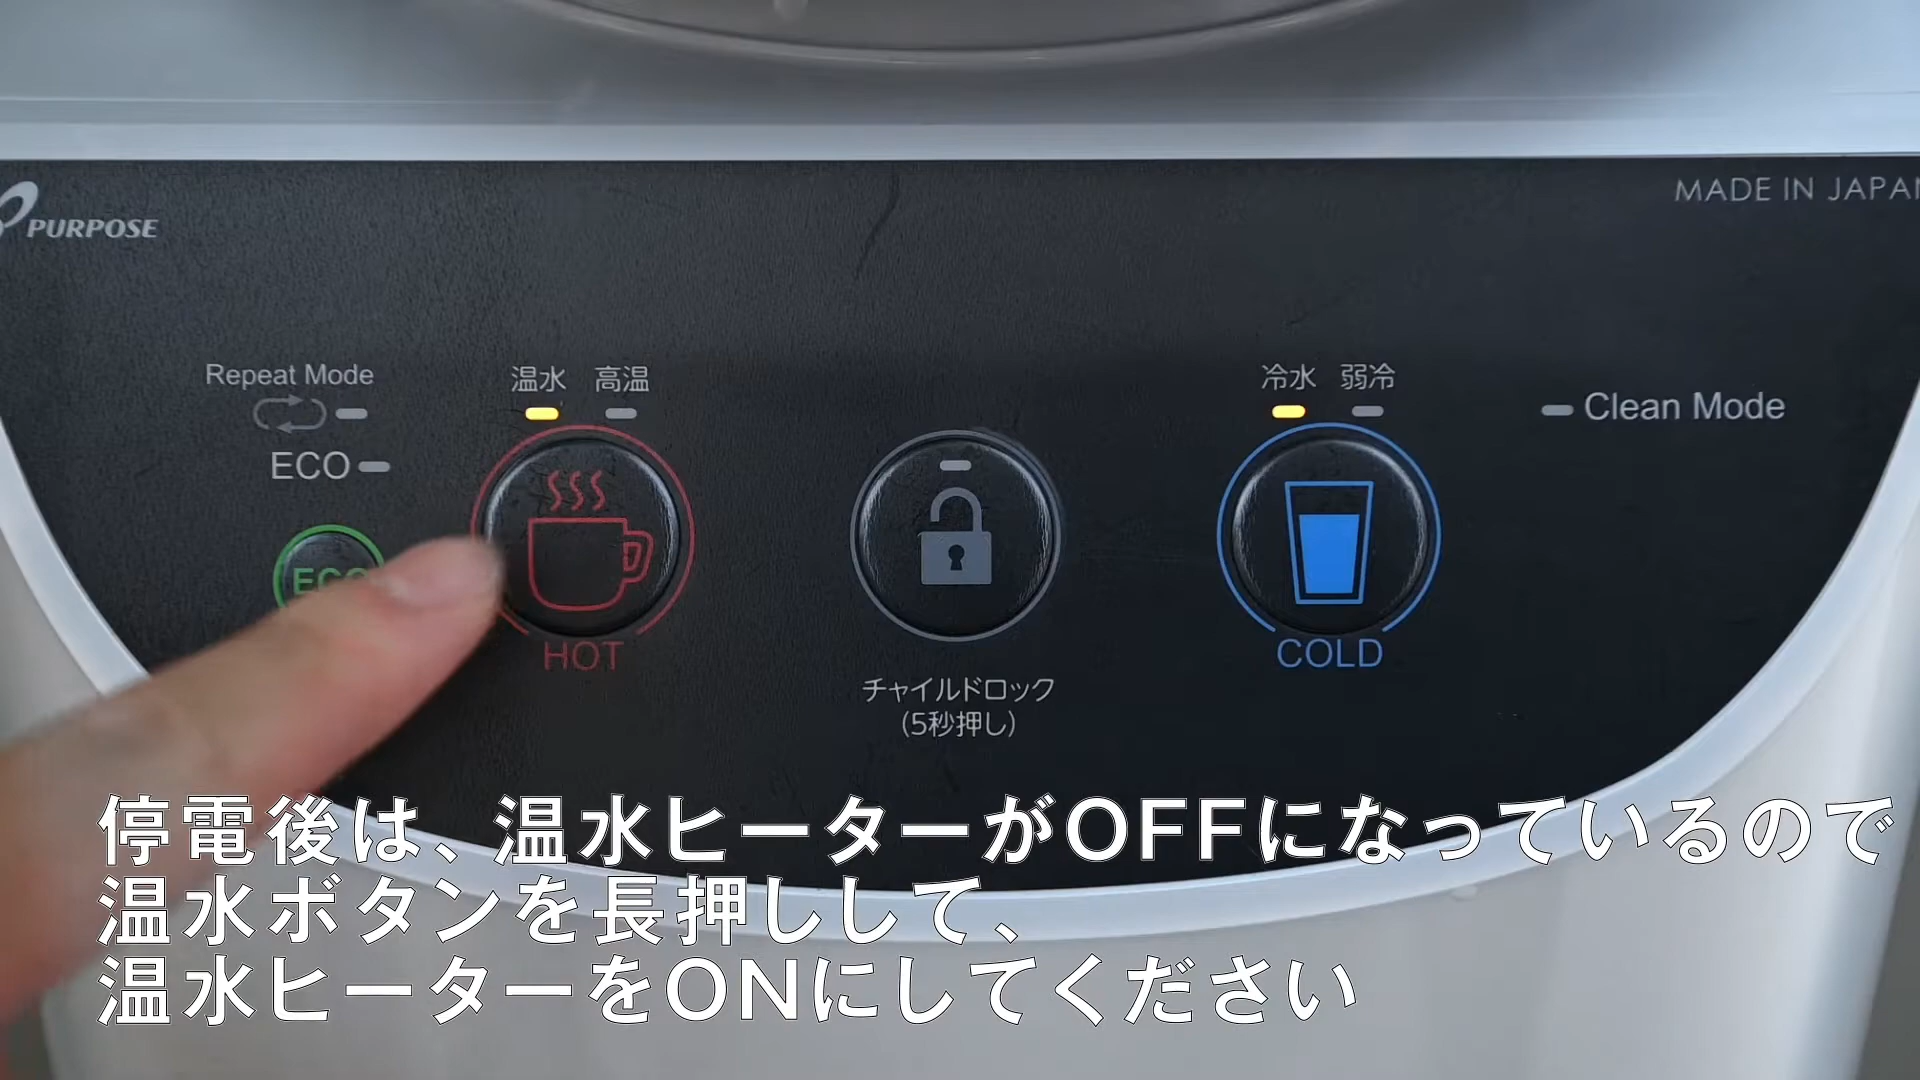 PURPOSE
MADE IN JAPAN
Repeat Mode
ECO
ECO
温水 高温
HOT
チャイルドロック
(5秒押し)
冷水 弱冷
COLD
Clean Mode
停電後は、温水ヒーターがOFFになっているので
温水ボタンを長押しして、
温水ヒーターをONにしてください